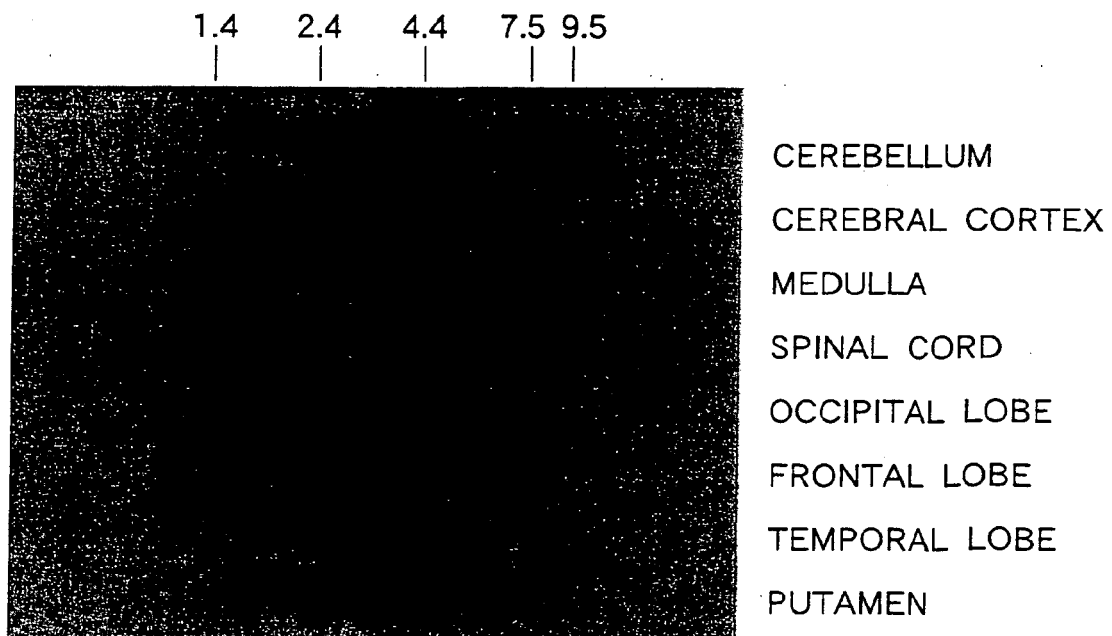 1.4 2.4 4.4 7.5 9.5
CEREBELLUM
CEREBRAL CORTEX
MEDULLA
SPINAL CORD
OCCIPITAL LOBE
FRONTAL LOBE
TEMPORAL LOBE
PUTAMEN